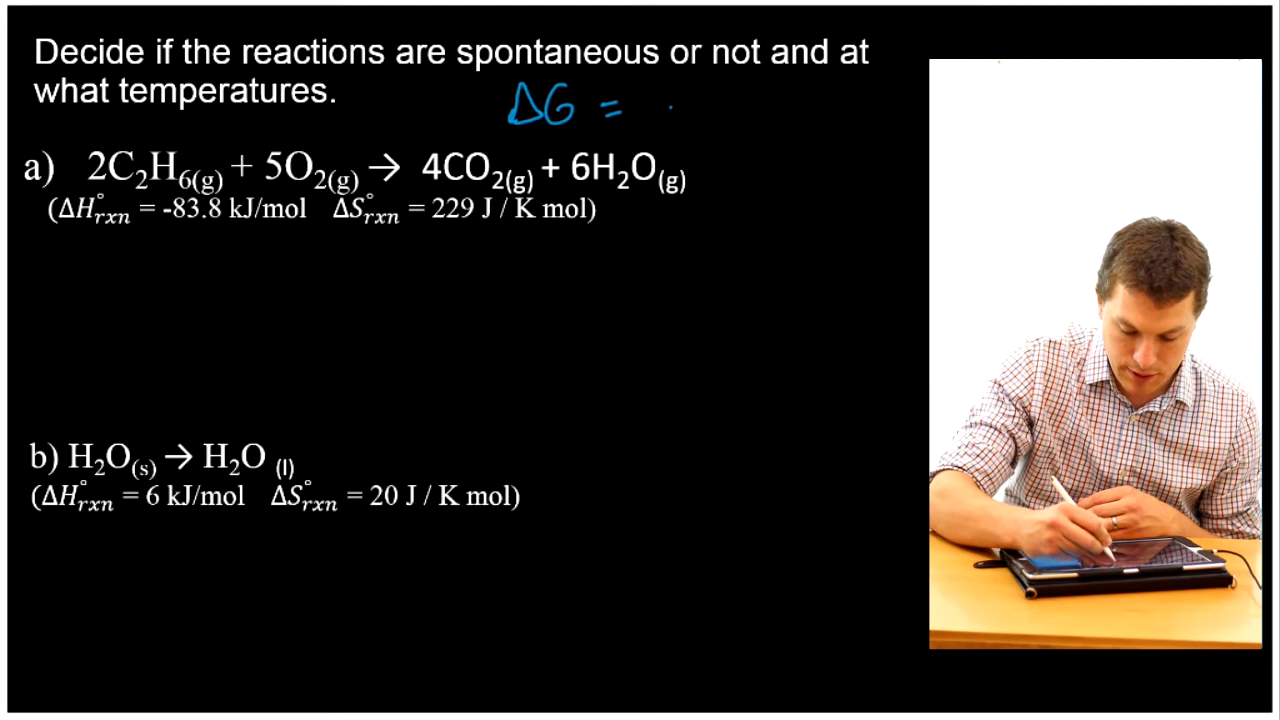 Decide if the reactions are spontaneous or not and at
what temperatures.
ΔG =
a) 2C₂H₆(g) + 5O₂(g) → 4CO₂(g) + 6H₂O(g)
(ΔH°rxn = -83.8 kJ/mol ΔS°rxn = 229 J / K mol)
b) H₂O(s) → H₂O (l)
(ΔH°rxn = 6 kJ/mol ΔS°rxn = 20 J / K mol)